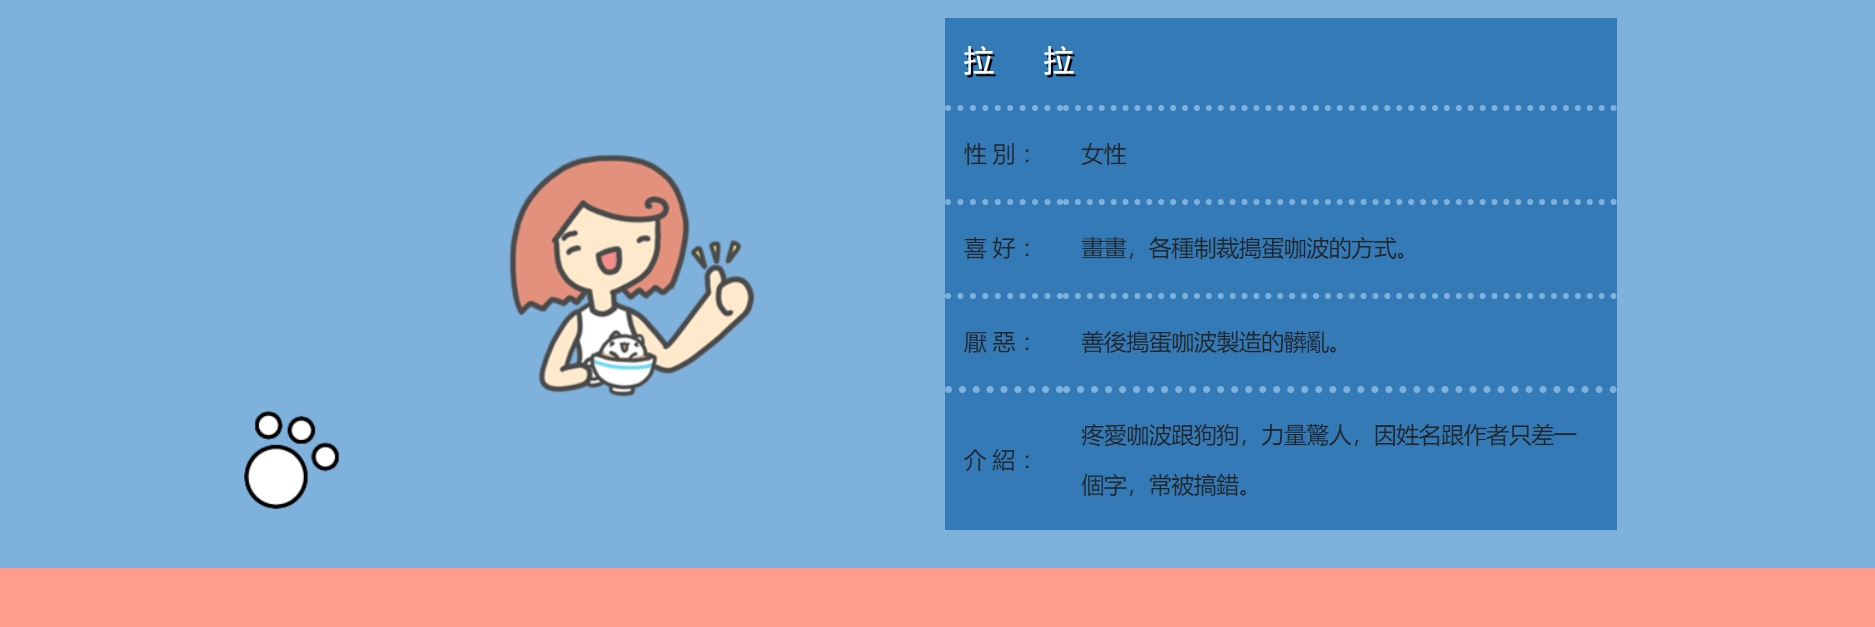 拉 拉
性 別： 女性
喜 好： 畫畫，各種制裁搗蛋咖波的方式。
厭 惡： 善後搗蛋咖波製造的髒亂。
介 紹： 疼愛咖波跟狗狗，力量驚人，因姓名跟作者只差一
個字，常被搞錯。